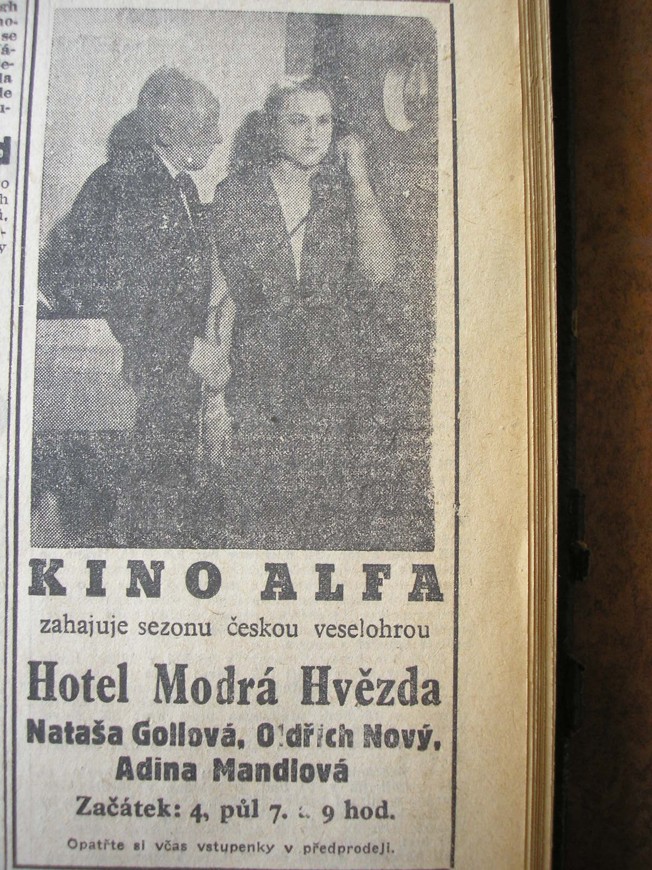 KINO ALFA
zahajuje sezonu českou veselohrou
Hotel Modrá Hvězda
Nataša Gollová, Oldřich Nový,
Adina Mandlová
Začátek: 4, půl 7. a 9 hod.
Opatřte si včas vstupenky v předprodeji.